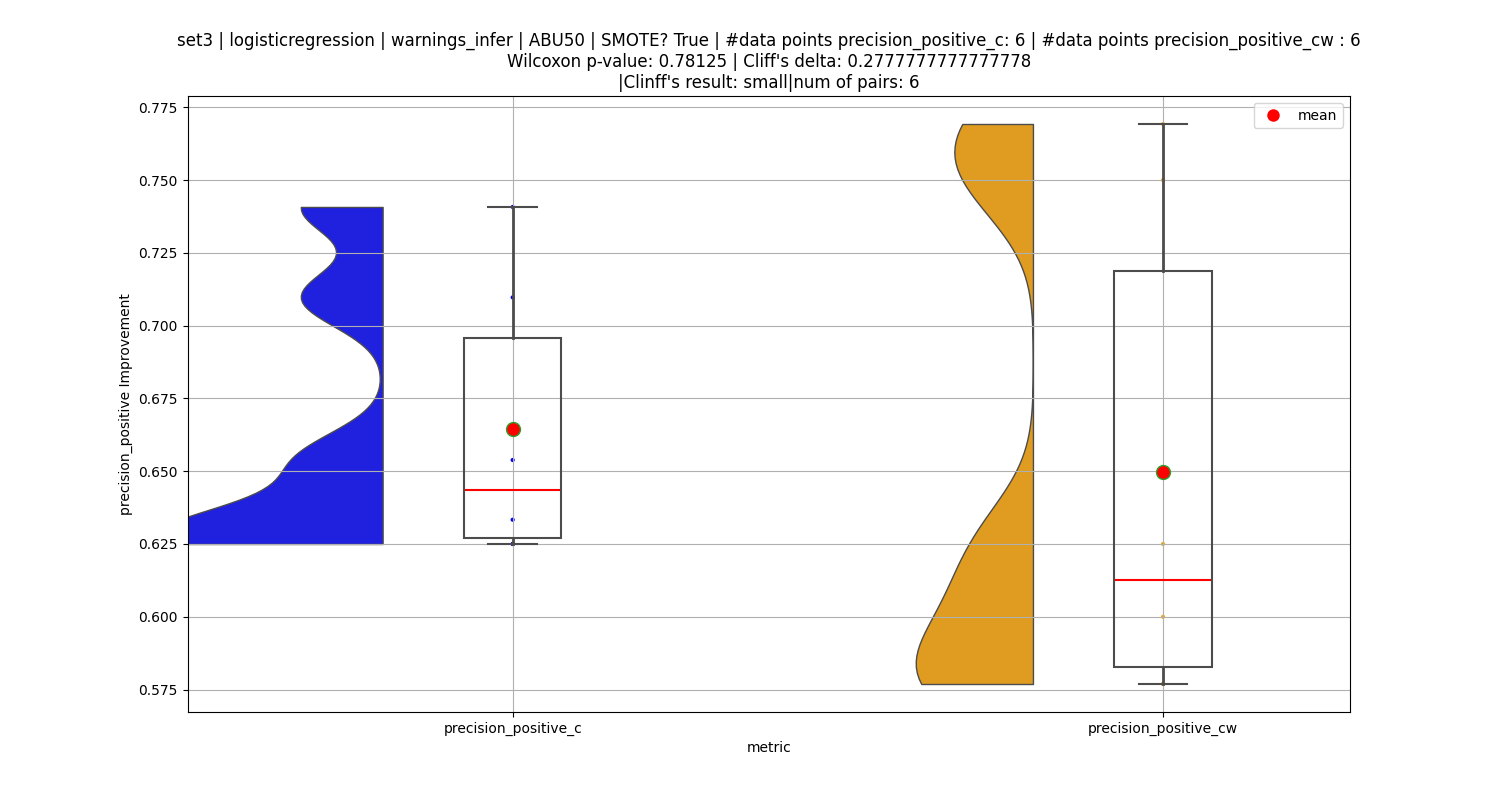 set3 | logisticregression | warnings_infer | ABU50 | SMOTE? True | #data points precision_positive_c: 6 | #data points precision_positive_cw : 6
Wilcoxon p-value: 0.78125 | Cliff's delta: 0.2777777777777778
|Clinff's result: small|num of pairs: 6
mean
precision_positive Improvement
0.775
0.750
0.725
0.700
0.675
0.650
0.625
0.600
0.575
precision_positive_c
precision_positive_cw
metric